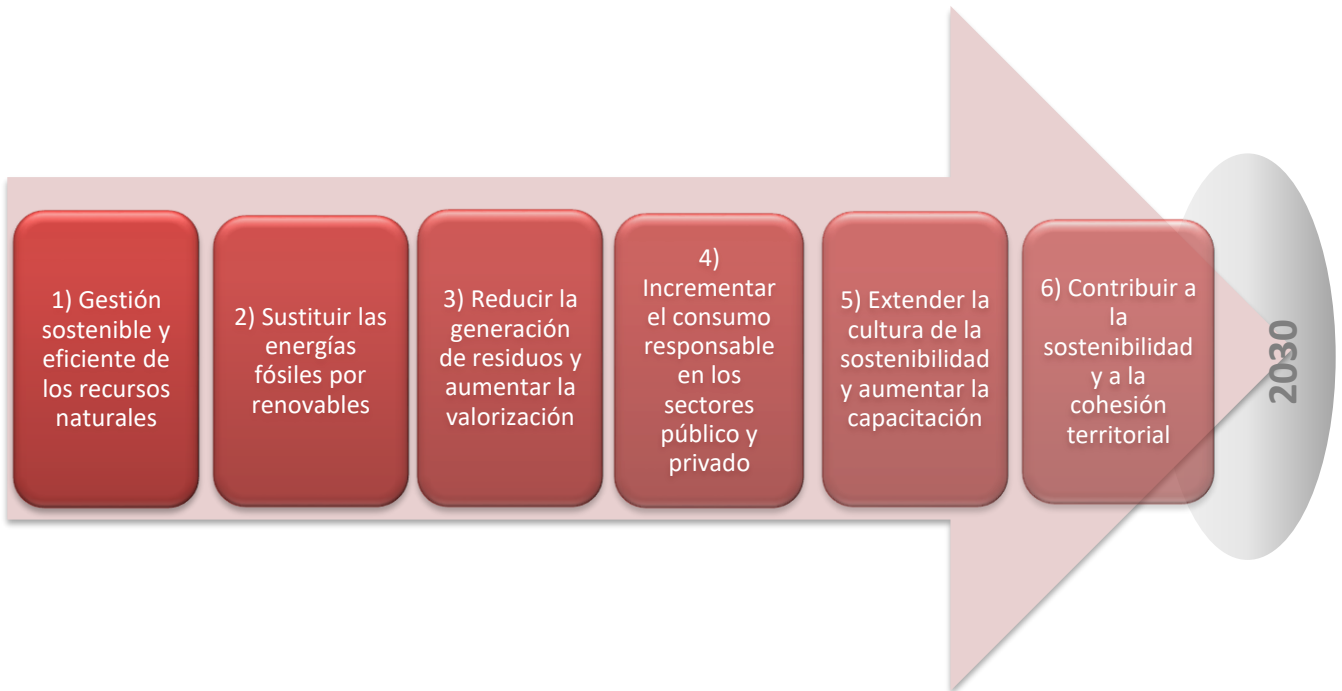 1) Gestión
sostenible y
eficiente de
los recursos
naturales
2) Sustituir las
energías
fósiles por
renovables
3) Reducir la
generación
de residuos y
aumentar la
valorización
4)
Incrementar
el consumo
responsable
en los
sectores
público y
privado
5) Extender la
cultura de la
sostenibilidad
y aumentar la
capacitación
6) Contribuir a
la
sostenibilidad
y a la
cohesión
territorial
2030